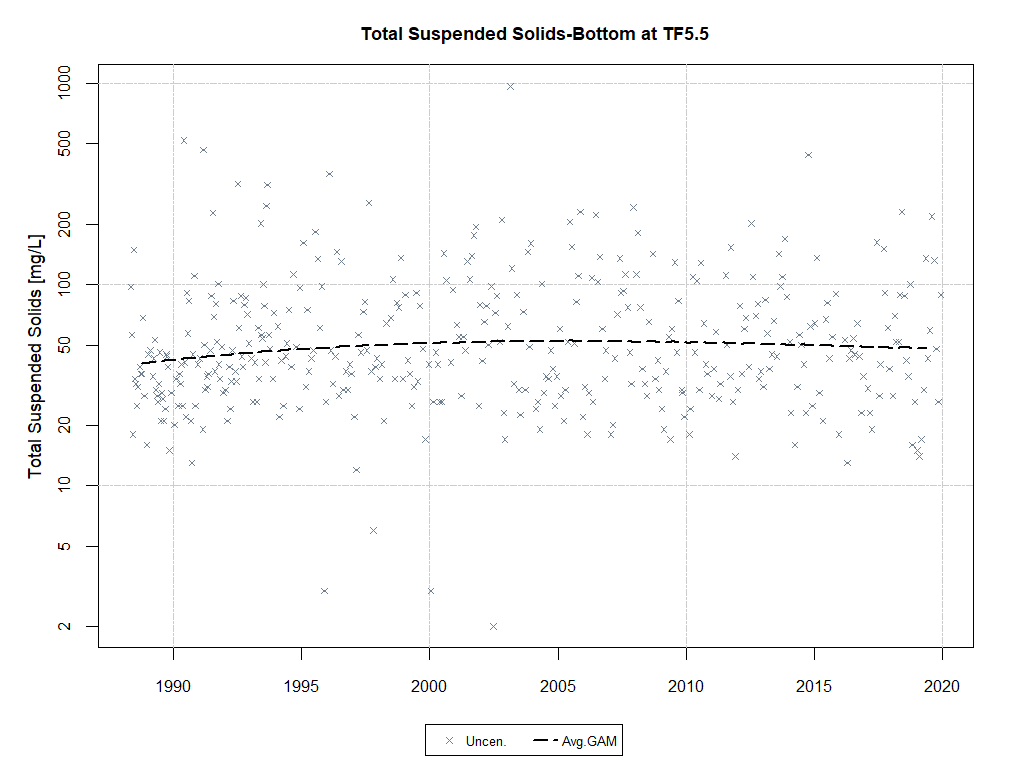 Total Suspended Solids-Bottom at TF5.5
Total Suspended Solids [mg/L]
1000
500
200
100
50
20
10
5
2
1990 1995 2000 2005 2010 2015 2020
Uncen. Avg.GAM